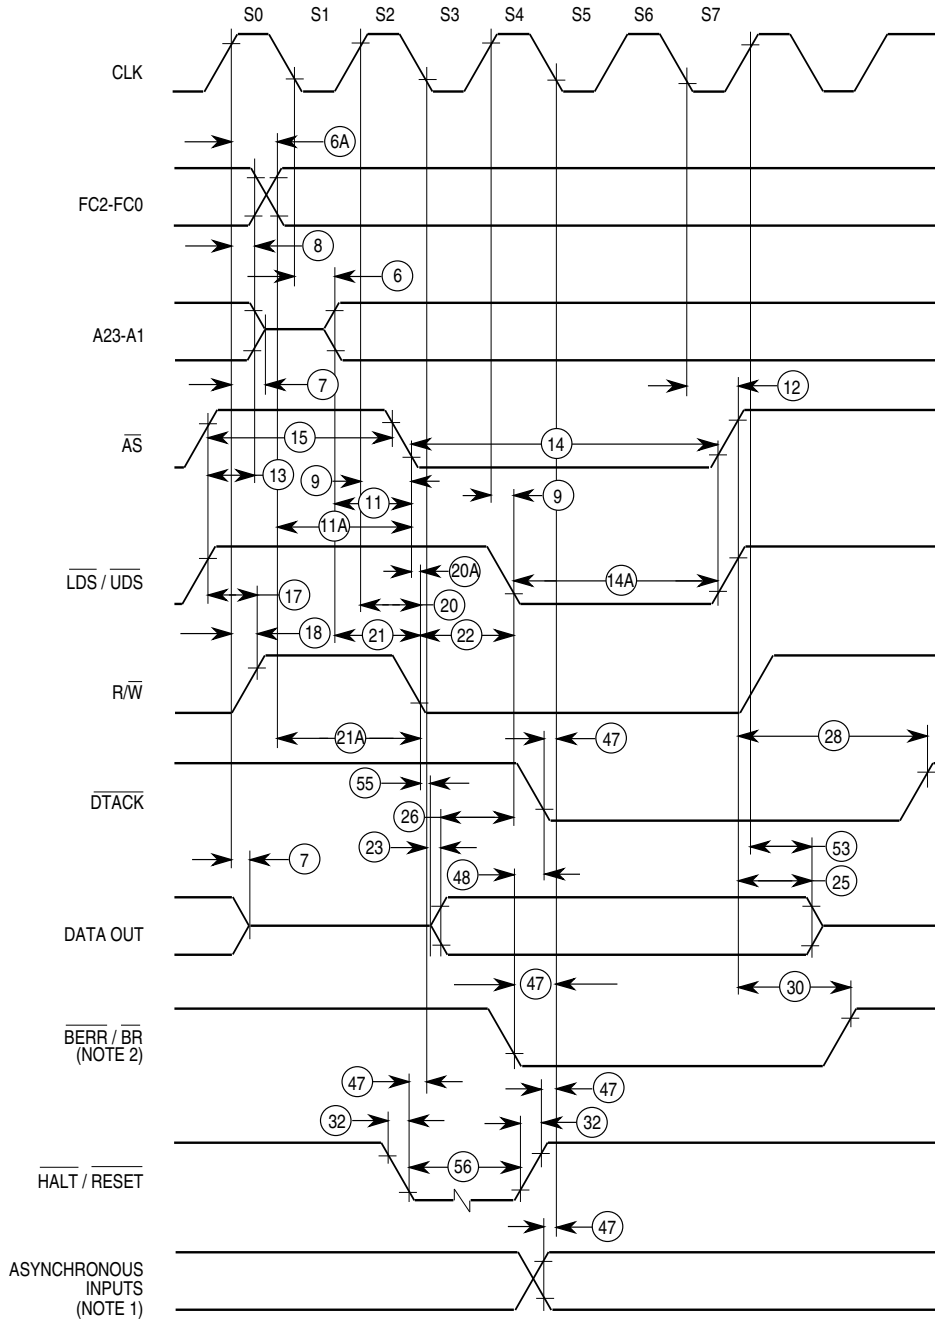 S0 S1 S2 S3 S4 S5 S6 S7
CLK
6A
FC2-FC0
8
6
A23-A1
7
12
AS
15
14
13
9
9
11
11A
LDS / UDS
20A
14A
17
20
18
21
22
R/W
21A
47
28
55
DTACK
26
23
53
7
48
25
DATA OUT
47
30
BERR / BR
(NOTE 2)
47
47
32
32
HALT / RESET
56
47
ASYNCHRONOUS
INPUTS
(NOTE 1)